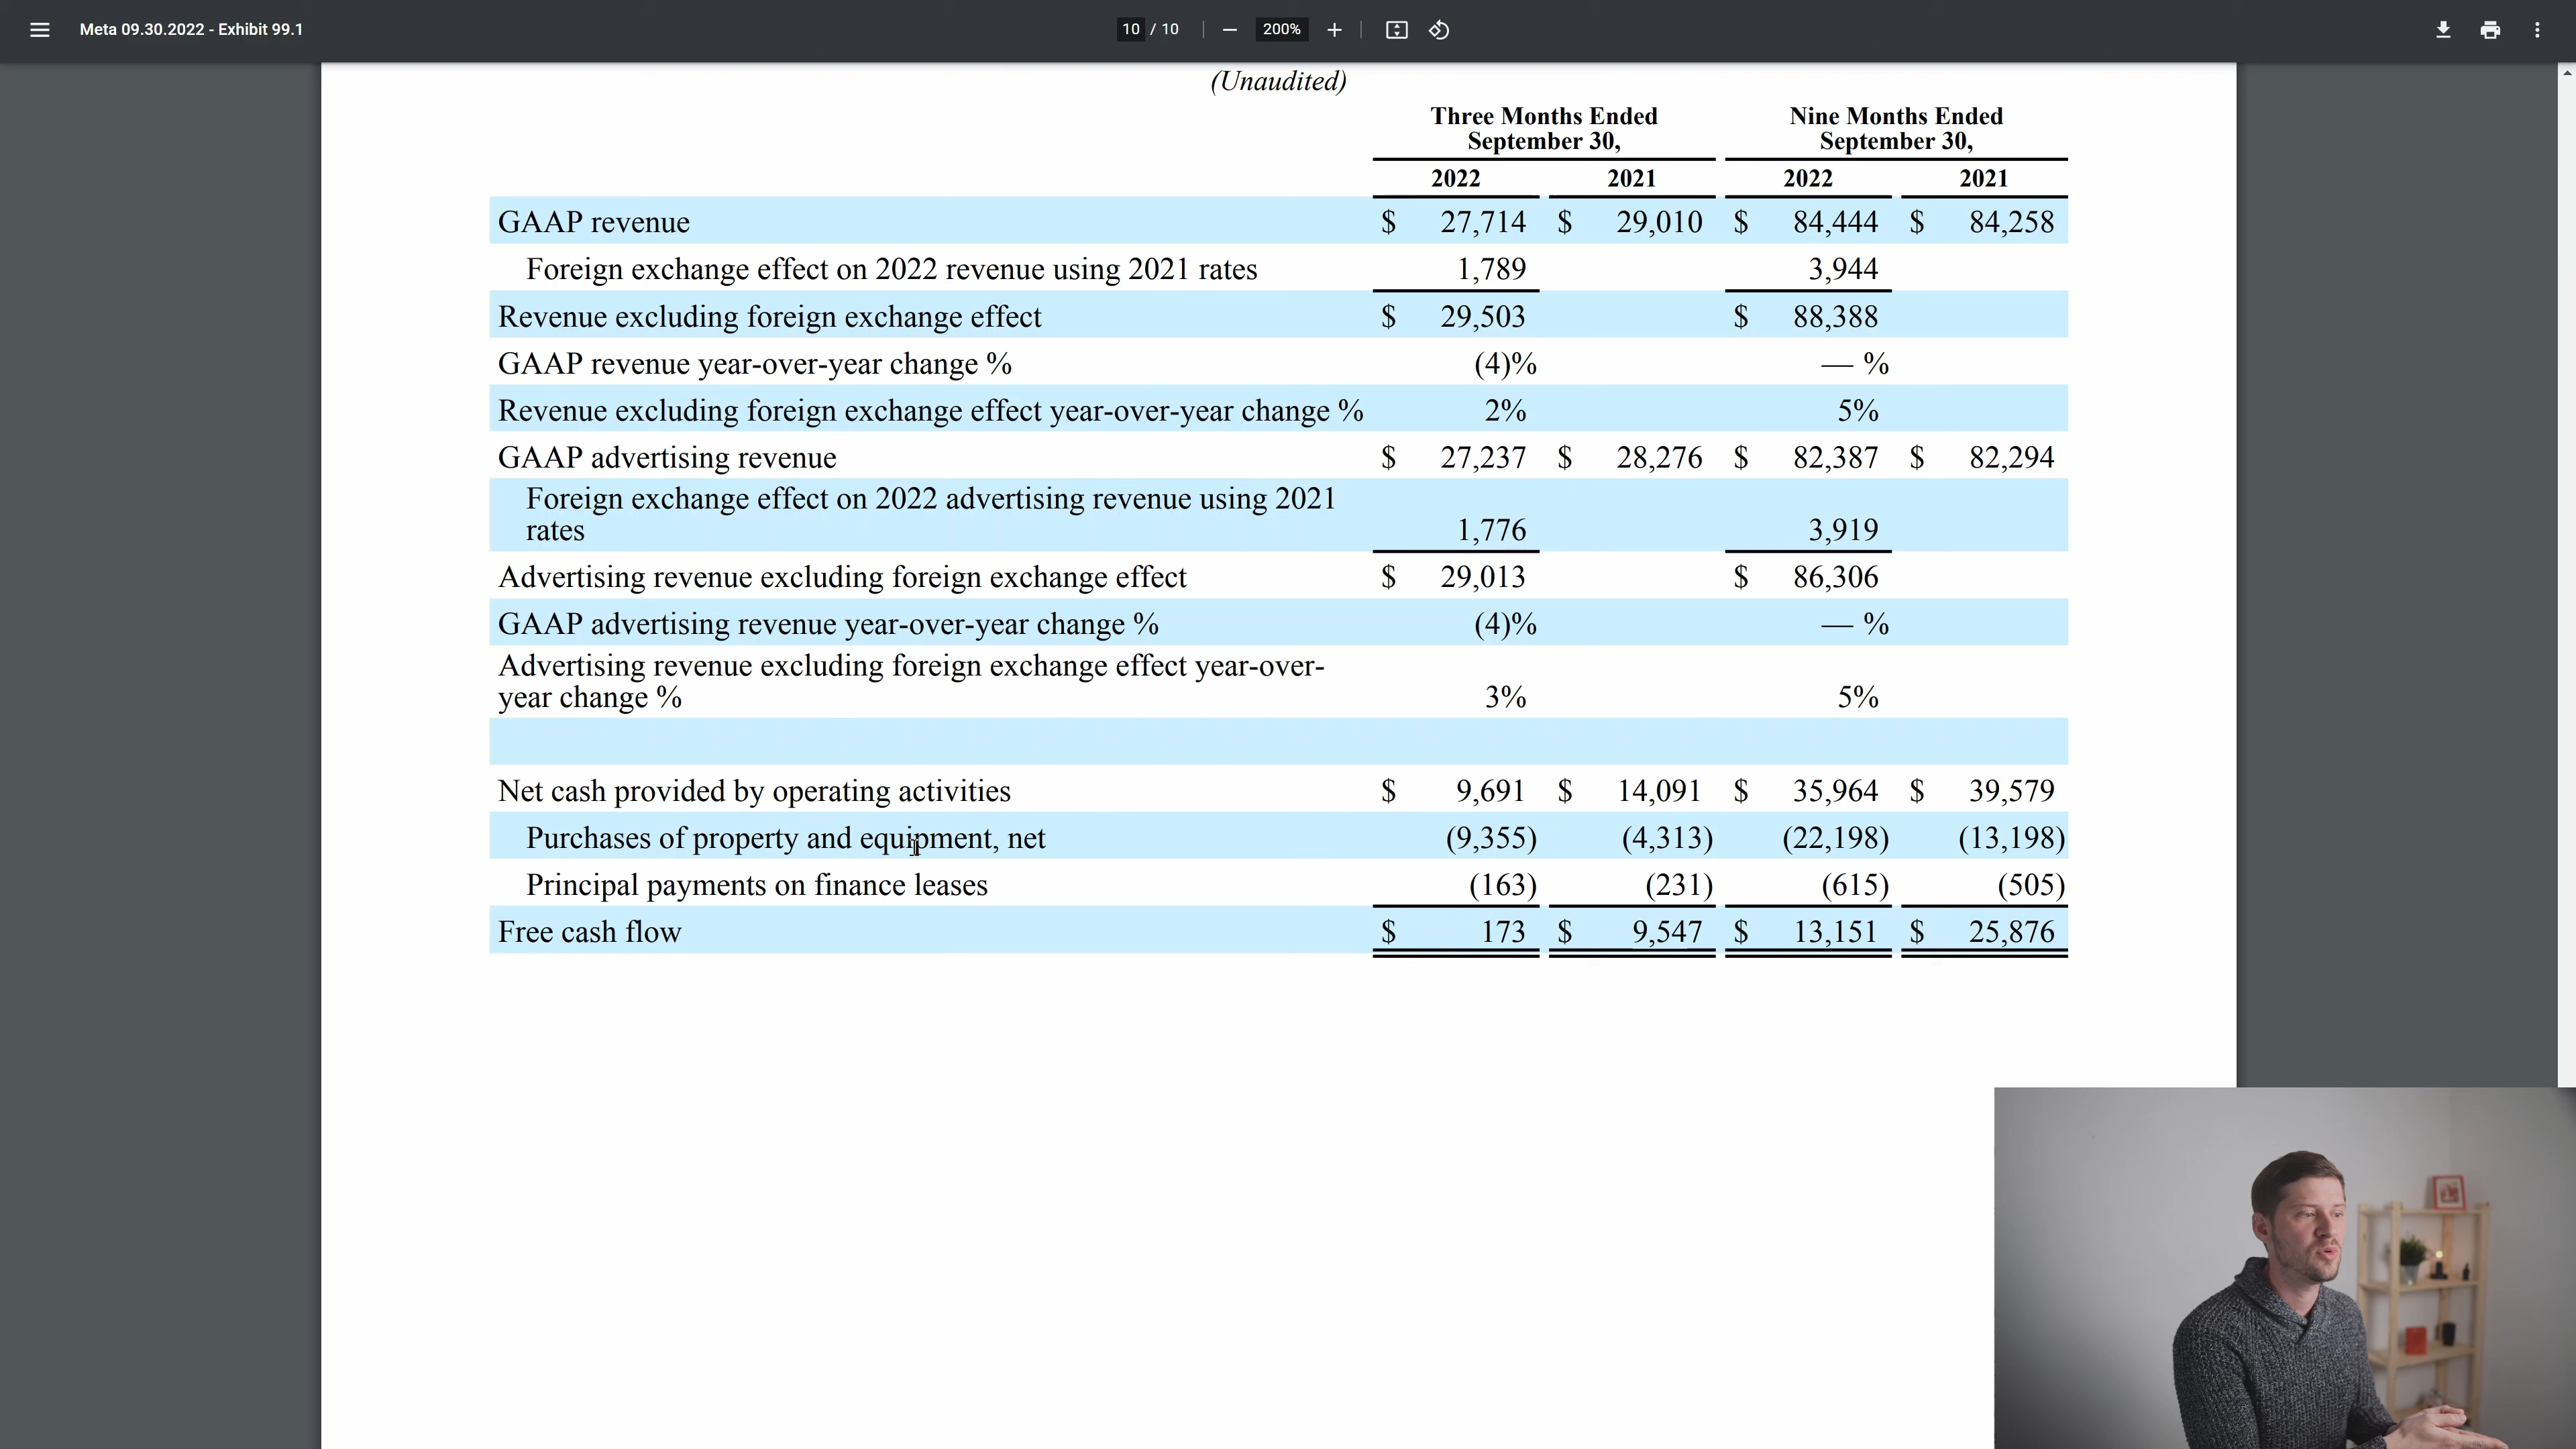 Meta 09.30.2022 - Exhibit 99.1
10 / 10
200%
(Unaudited)
Three Months Ended September 30,
Nine Months Ended September 30,
2022 2021 2022 2021
GAAP revenue $ 27,714 $ 29,010 $ 84,444 $ 84,258
Foreign exchange effect on 2022 revenue using 2021 rates 1,789 3,944
Revenue excluding foreign exchange effect $ 29,503 $ 88,388
GAAP revenue year-over-year change % (4)% — %
Revenue excluding foreign exchange effect year-over-year change % 2% 5%
GAAP advertising revenue $ 27,237 $ 28,276 $ 82,387 $ 82,294
Foreign exchange effect on 2022 advertising revenue using 2021
rates 1,776 3,919
Advertising revenue excluding foreign exchange effect $ 29,013 $ 86,306
GAAP advertising revenue year-over-year change % (4)% — %
Advertising revenue excluding foreign exchange effect year-over-
year change % 3% 5%
Net cash provided by operating activities $ 9,691 $ 14,091 $ 35,964 $ 39,579
Purchases of property and equipment, net (9,355) (4,313) (22,198) (13,198)
Principal payments on finance leases (163) (231) (615) (505)
Free cash flow $ 173 $ 9,547 $ 13,151 $ 25,876